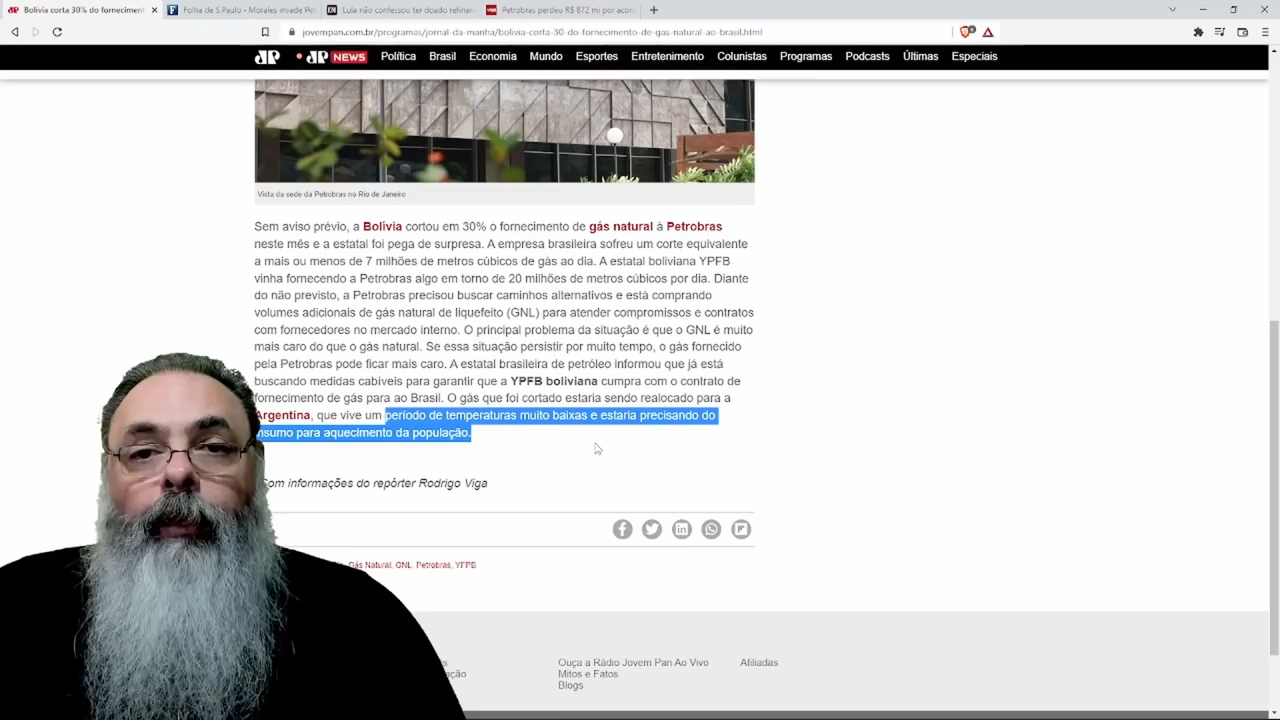 Bolívia corta 30% do forneciment
Folha de S.Paulo - Morales invade Pet
Lula não confessou ter doado refinar
Petrobras perdeu R$ 872 mi por acor
jovempan.com.br/programas/jornal-da-manha/bolivia-corta-30-do-fornecimento-de-gas-natural-ao-brasil.html
JP JP NEWS Política Brasil Economia Mundo Esportes Entretenimento Colunistas Programas Podcasts Últimas Especiais
Vista da sede da Petrobras no Rio de Janeiro
Sem aviso prévio, a Bolívia cortou em 30% o fornecimento de gás natural à Petrobras
neste mês e a estatal foi pega de surpresa. A empresa brasileira sofreu um corte equivalente
a mais ou menos de 7 milhões de metros cúbicos de gás ao dia. A estatal boliviana YPFB
vinha fornecendo a Petrobras algo em torno de 20 milhões de metros cúbicos por dia. Diante
do não previsto, a Petrobras precisou buscar caminhos alternativos e está comprando
volumes adicionais de gás natural de liquefeito (GNL) para atender compromissos e contratos
com fornecedores no mercado interno. O principal problema da situação é que o GNL é muito
mais caro do que o gás natural. Se essa situação persistir por muito tempo, o gás fornecido
pela Petrobras pode ficar mais caro. A estatal brasileira de petróleo informou que já está
buscando medidas cabíveis para garantir que a YPFB boliviana cumpra com o contrato de
fornecimento de gás para ao Brasil. O gás que foi cortado estaria sendo realocado para a
Argentina, que vive um período de temperaturas muito baixas e estaria precisando do
insumo para aquecimento da população.
Com informações do repórter Rodrigo Viga
Gás Natural, GNL, Petrobras, YFPB
Ouça a Rádio Jovem Pan Ao Vivo Afiliadas
Mitos e Fatos
Blogs